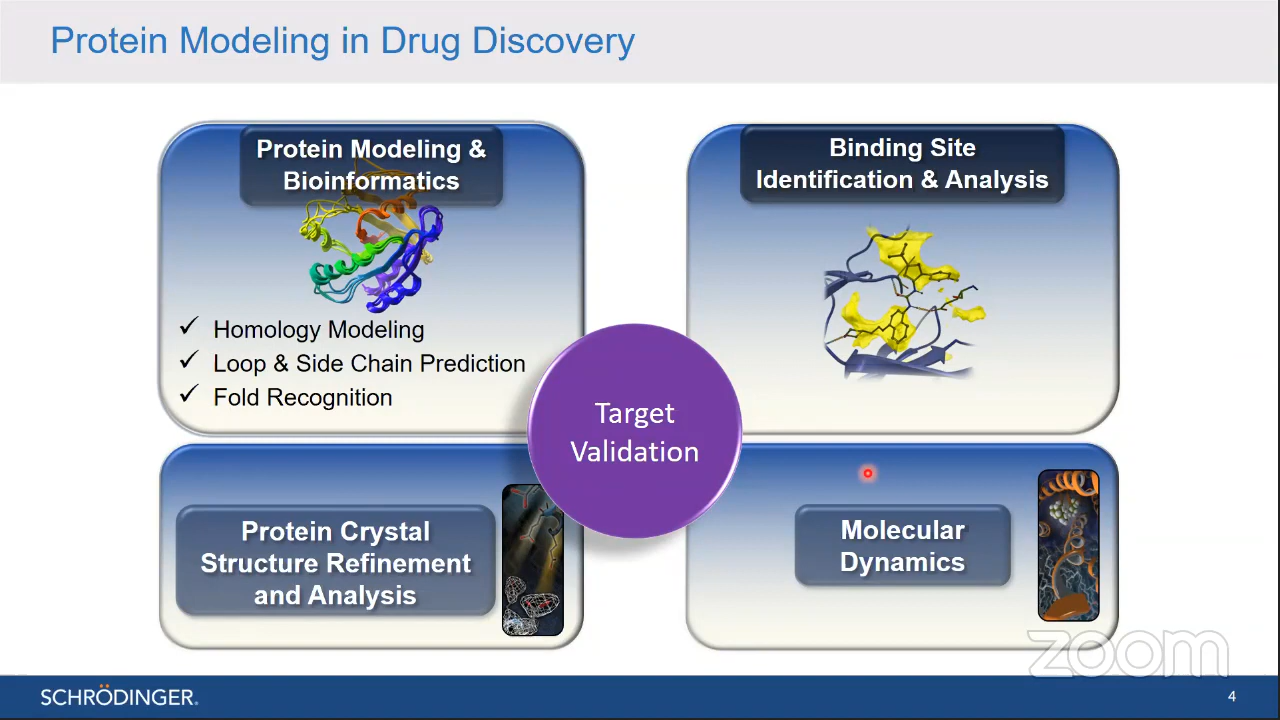 Protein Modeling in Drug Discovery
Protein Modeling &
Bioinformatics
✓ Homology Modeling
✓ Loop & Side Chain Prediction
✓ Fold Recognition
Binding Site
Identification & Analysis
Target
Validation
Protein Crystal
Structure Refinement
and Analysis
Molecular
Dynamics
zoom
SCHRÖDINGER.
4